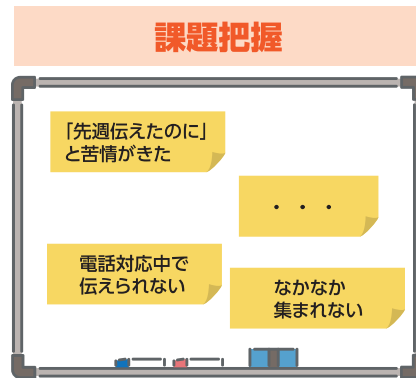 課題把握
「先週伝えたのに」
と苦情がきた
・・・
電話対応中で
伝えられない
なかなか
集まれない